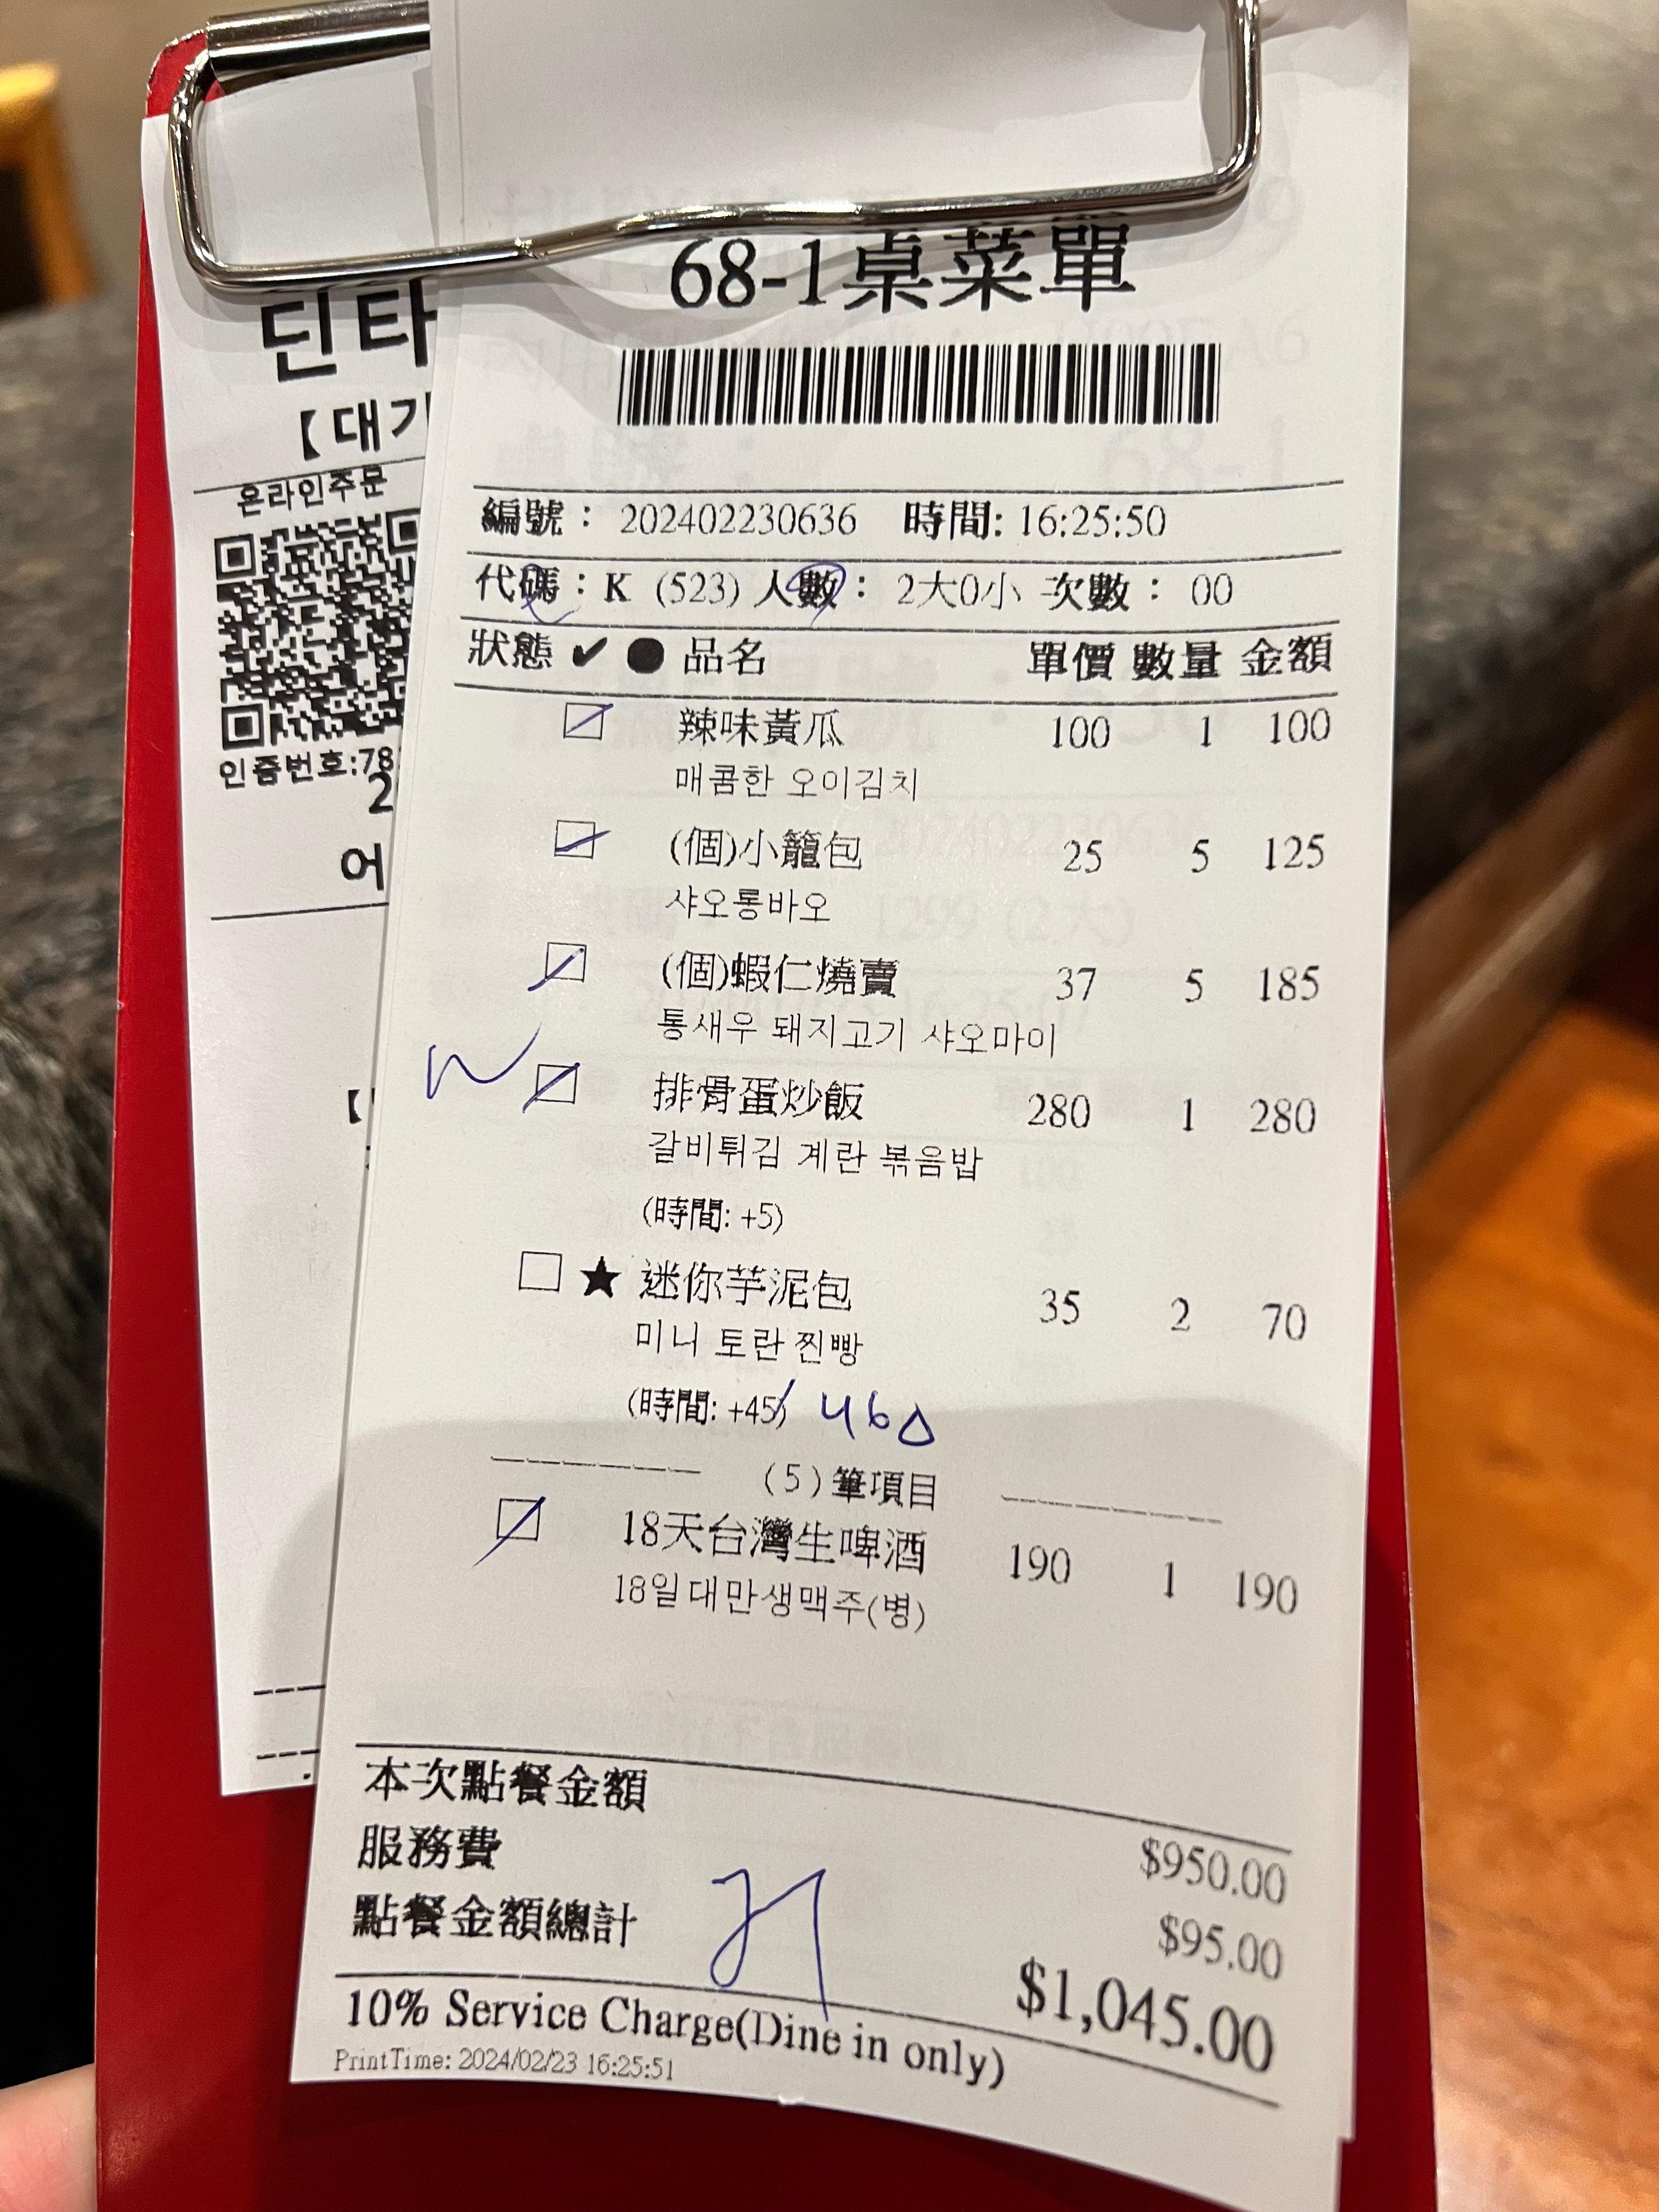 딘타
【대기
온라인주문
인증번호:78
2
어
68-1桌菜單
編號： 202402230636 時間: 16:25:50
代碼：K (523) 人數： 2大0小 次數： 00
狀態 ✔ ● 品名 單價 數量 金額
辣味黃瓜 100 1 100
매콤한 오이김치
(個)小籠包 25 5 125
샤오롱바오
(個)蝦仁燒賣 37 5 185
통새우 돼지고기 샤오마이
排骨蛋炒飯 280 1 280
갈비튀김 계란 볶음밥
(時間: +5)
★ 迷你芋泥包 35 2 70
미니 토란 찐빵
(時間: +45) 460
(5)筆項目
18天台灣生啤酒 190 1 190
18일대만생맥주(병)
本次點餐金額 $950.00
服務費 $95.00
點餐金額總計 $1,045.00
10% Service Charge(Dine in only)
PrintTime: 2024/02/23 16:25:51